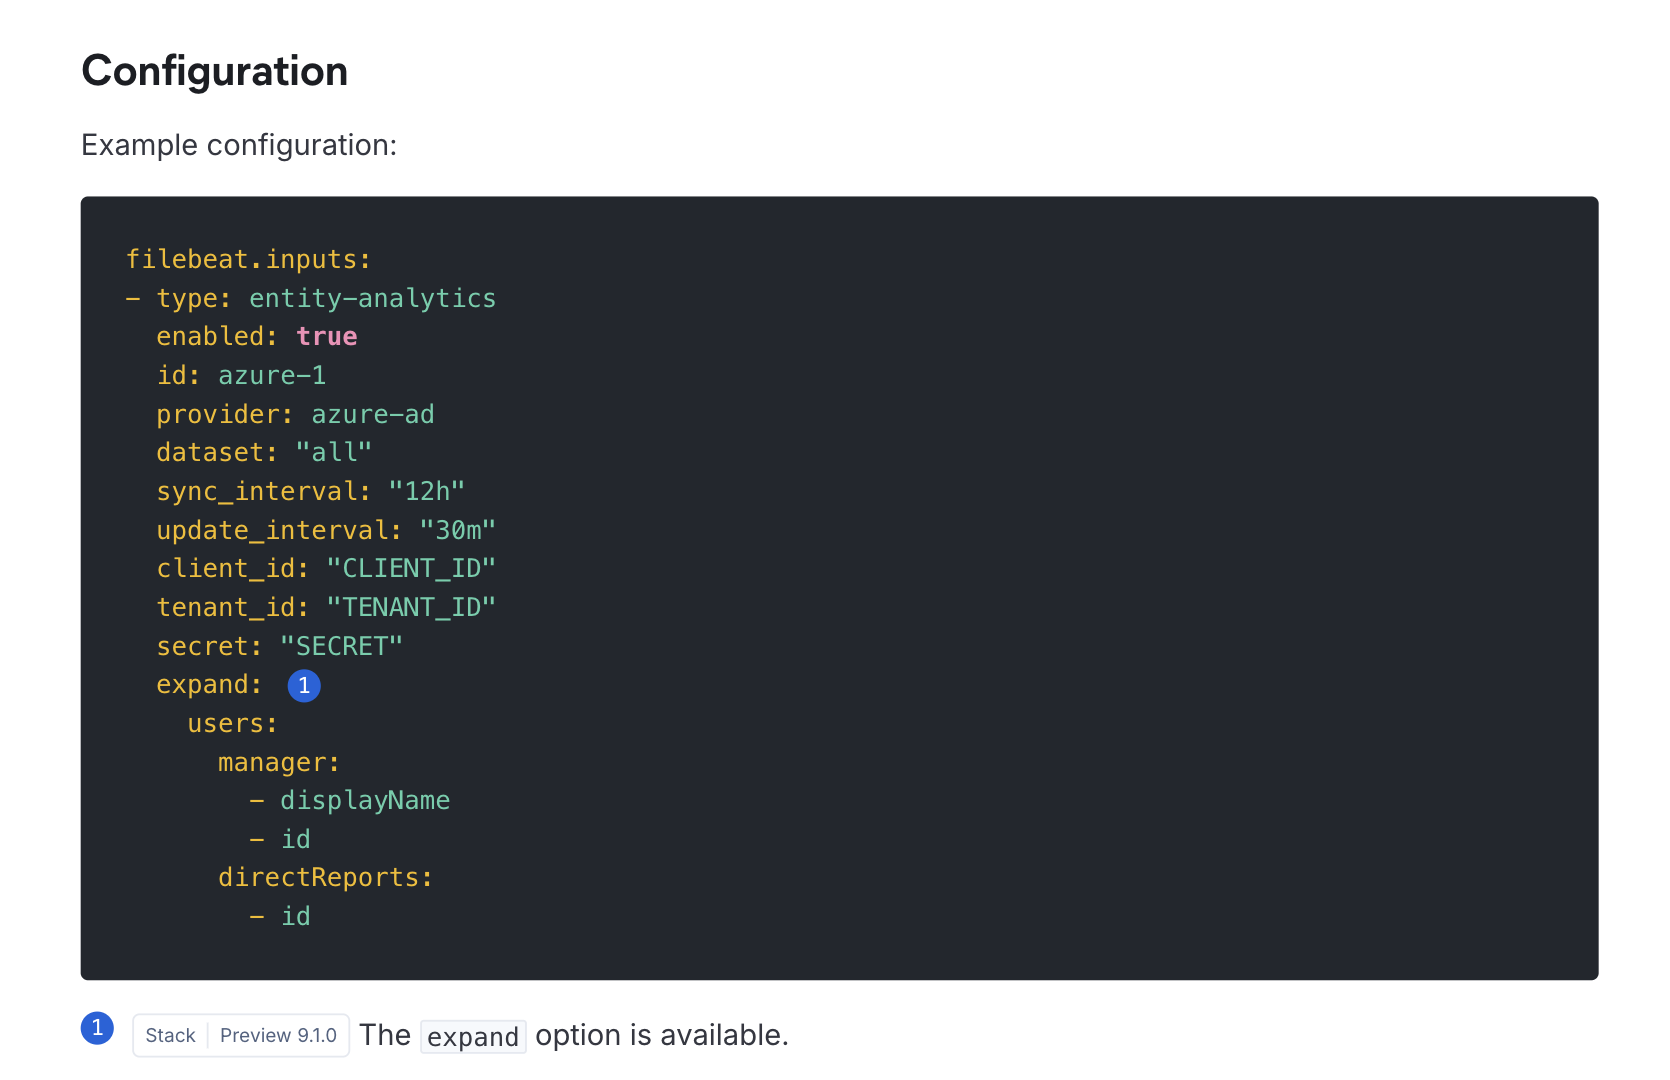 Configuration
Example configuration:
filebeat.inputs:
- type: entity-analytics
  enabled: true
  id: azure-1
  provider: azure-ad
  dataset: "all"
  sync_interval: "12h"
  update_interval: "30m"
  client_id: "CLIENT_ID"
  tenant_id: "TENANT_ID"
  secret: "SECRET"
  expand: 1
    users:
      manager:
        - displayName
        - id
      directReports:
        - id
1 Stack Preview 9.1.0 The expand option is available.